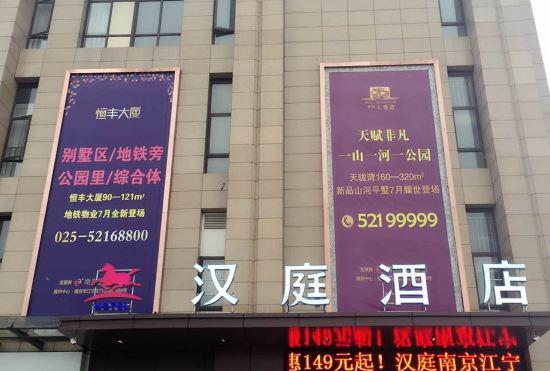 恒丰大厦
别墅区/地铁旁
公园里/综合体
恒丰大厦90—121m²
地铁物业7月全新登场
025-52168800
天赋非凡
一山一河一公园
天珑湾160—320m²
新品山河平墅7月耀世登场
52199999
汉庭酒店
惠149元起！汉庭南京江宁